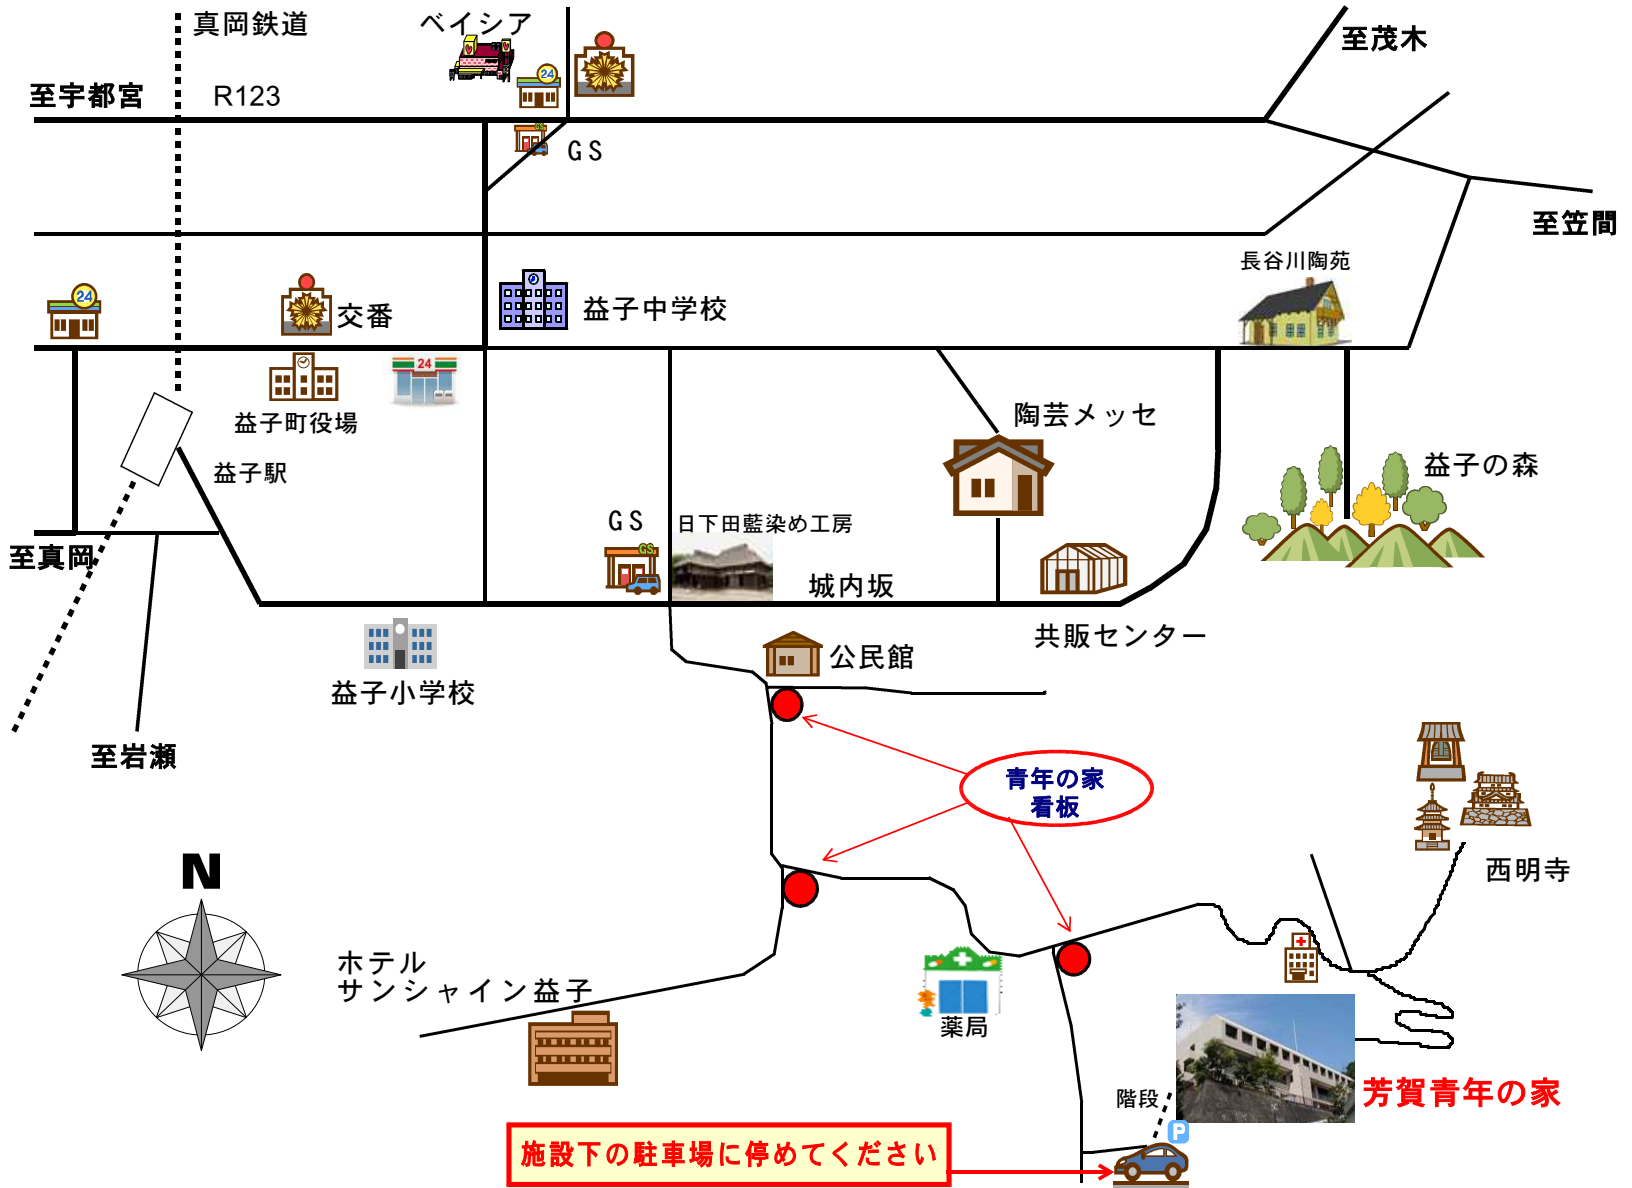 真岡鉄道
ベイシア
至茂木
至宇都宮
R123
24
GS
GS
至笠間
長谷川陶苑
24
交番
益子中学校
24
益子町役場
陶芸メッセ
益子駅
益子の森
GS
日下田藍染め工房
GS
至真岡
城内坂
共販センター
公民館
益子小学校
至岩瀬
青年の家
看板
N
西明寺
ホテル
サンシャイン益子
薬局
階段
芳賀青年の家
P
施設下の駐車場に停めてください